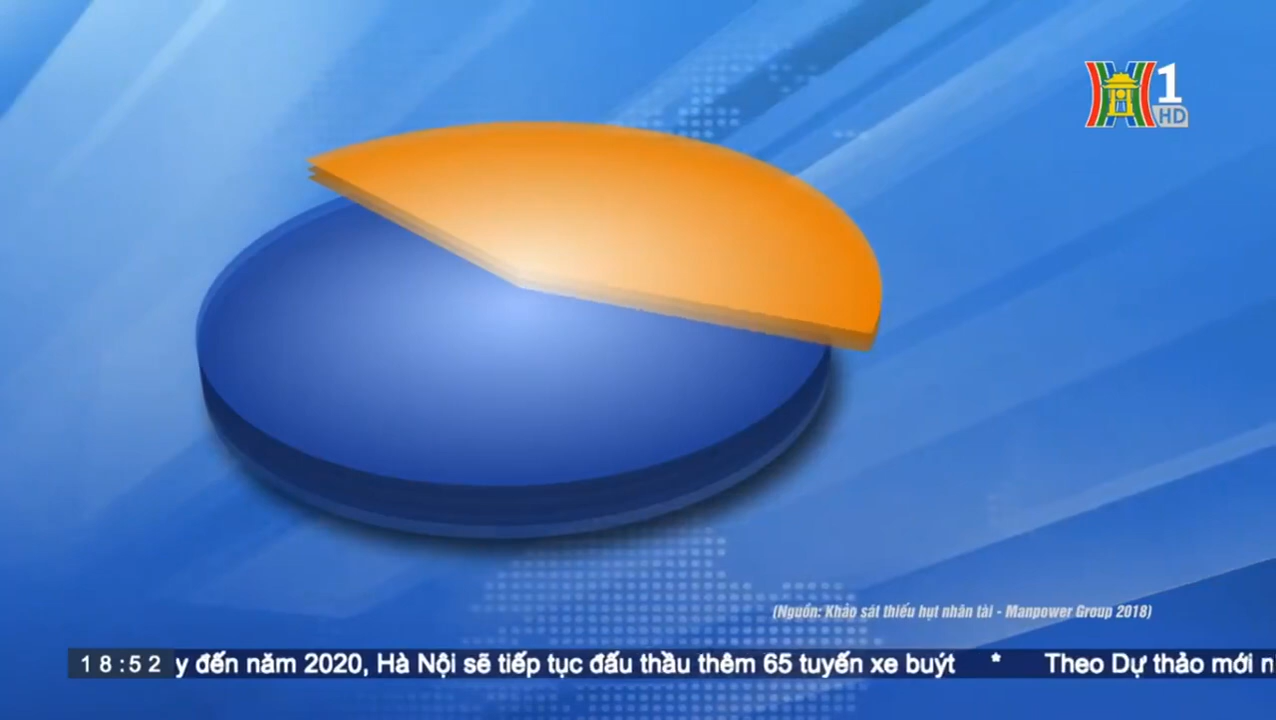 1
HD
(Nguồn: Khảo sát thiếu hụt nhân tài - Manpower Group 2018)
18:52 y đến năm 2020, Hà Nội sẽ tiếp tục đấu thầu thêm 65 tuyến xe buýt * Theo Dự thảo mới n